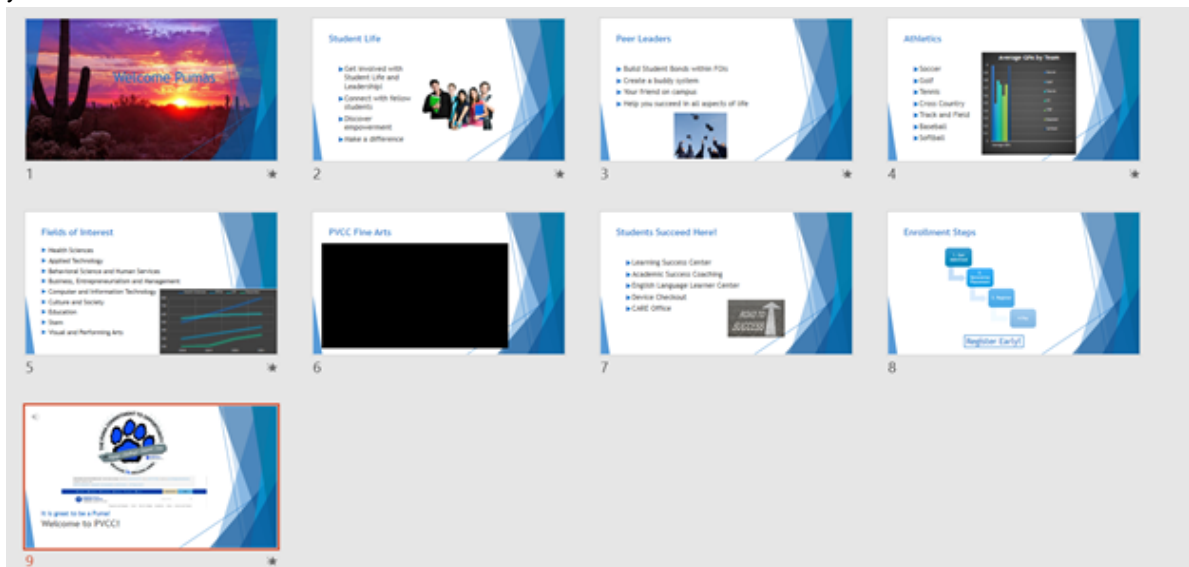 Welcome Pumas
1
Student Life
Get involved with
Student Life and
Leadership!
Connect with fellow
students
Discover
empowerment
Make a difference
2
Peer Leaders
Build Student Bonds within FOIs
Create a buddy system
Your friend on campus
Help you succeed in all aspects of life
3
Athletics
Soccer
Golf
Tennis
Cross Country
Track and Field
Baseball
Softball
Average GPA by Team
4
Fields of Interest
Health Sciences
Applied Technology
Behavioral Science and Human Services
Business, Entrepreneurialism and Management
Computer and Information Technology
Culture and Society
Education
Visual and Performing Arts
5
PVCC Fine Arts
6
Students Succeed Here!
Learning Success Center
Academic Success Coaching
English Language Learner Center
Device Checkout
CARE Office
ROAD TO
SUCCESS
7
Enrollment Steps
Register Early!
8
It is great to be a Puma!
Welcome to PVCC!
9